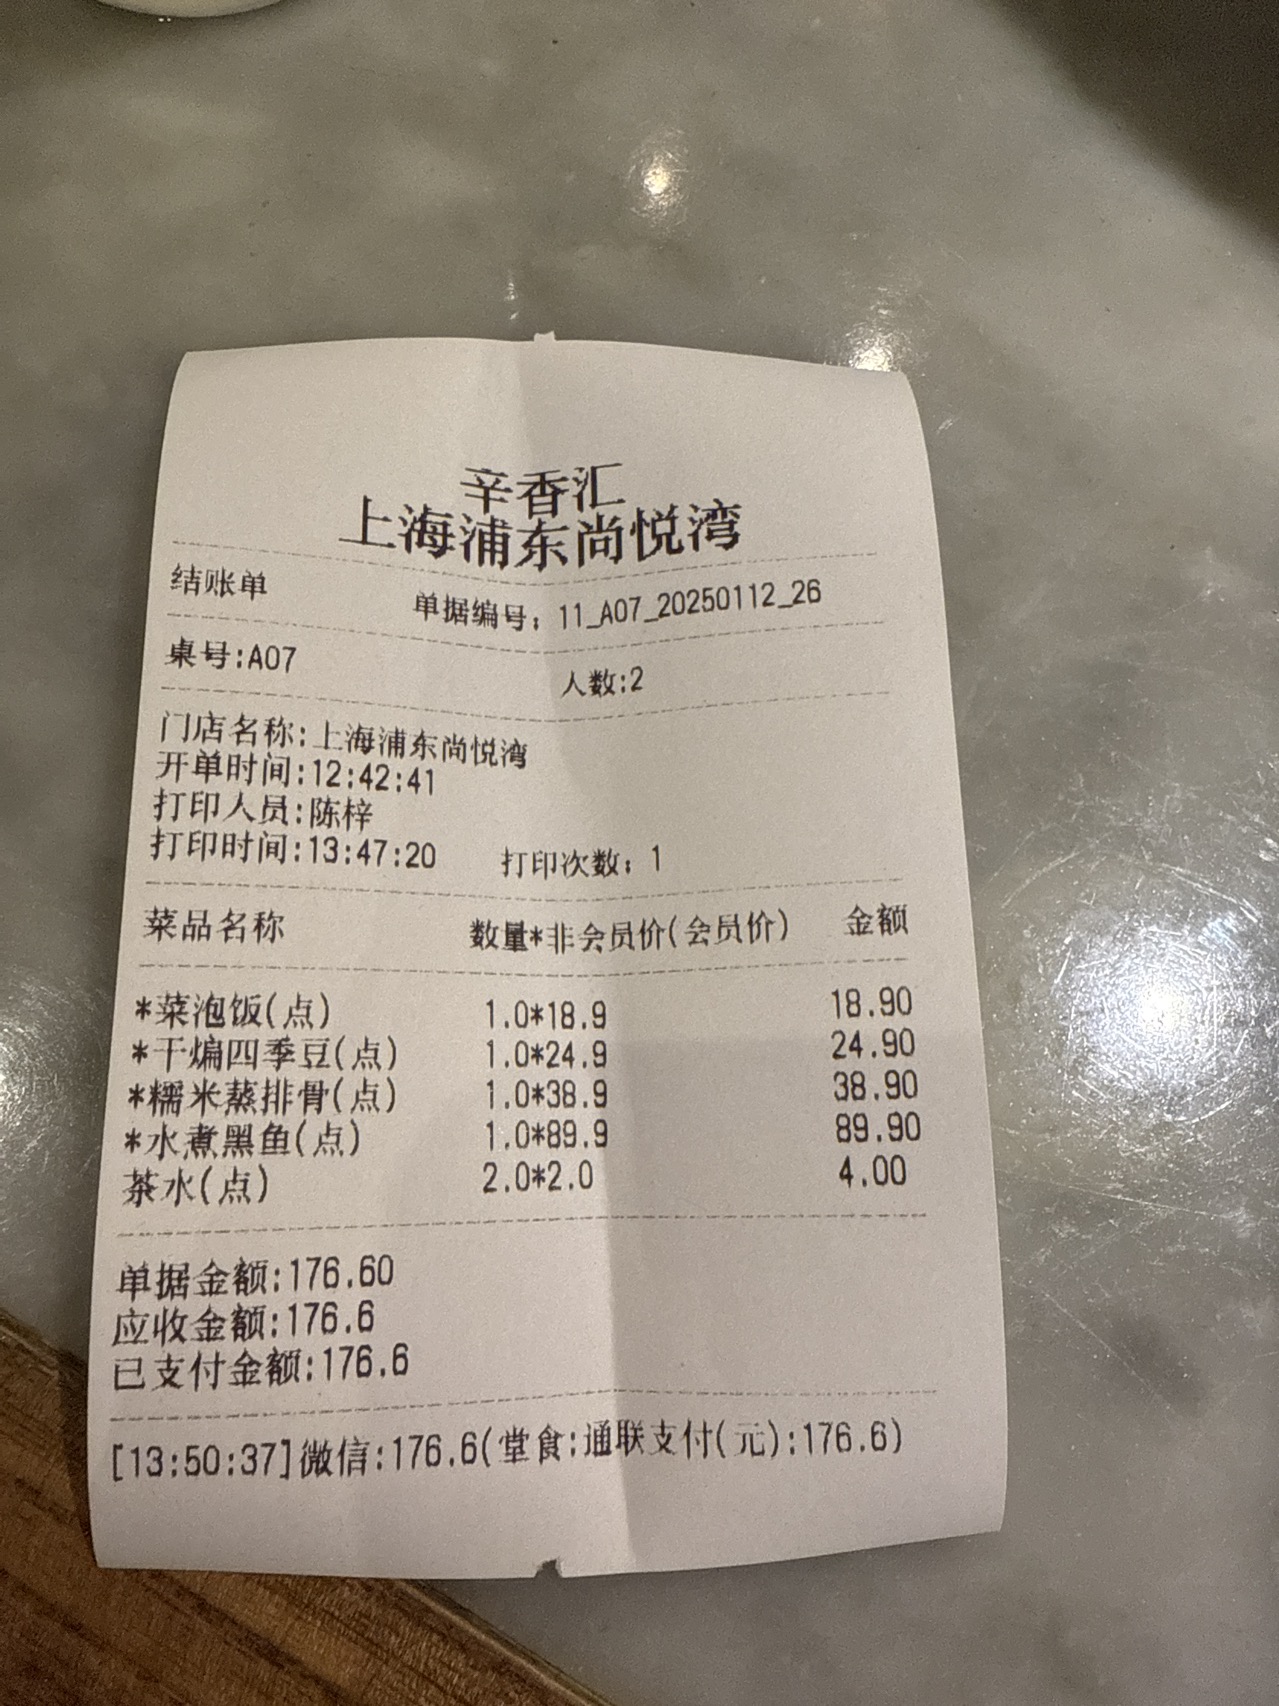 辛香汇
上海浦东尚悦湾
结账单 单据编号: 11_A07_20250112_26
桌号:A07 人数:2
门店名称:上海浦东尚悦湾
开单时间:12:42:41
打印人员:陈梓
打印时间:13:47:20 打印次数: 1
菜品名称 数量*非会员价(会员价) 金额
*菜泡饭(点) 1.0*18.9 18.90
*干煸四季豆(点) 1.0*24.9 24.90
*糯米蒸排骨(点) 1.0*38.9 38.90
*水煮黑鱼(点) 1.0*89.9 89.90
茶水(点) 2.0*2.0 4.00
单据金额:176.60
应收金额:176.6
已支付金额:176.6
[13:50:37]微信:176.6(堂食:通联支付(元):176.6)